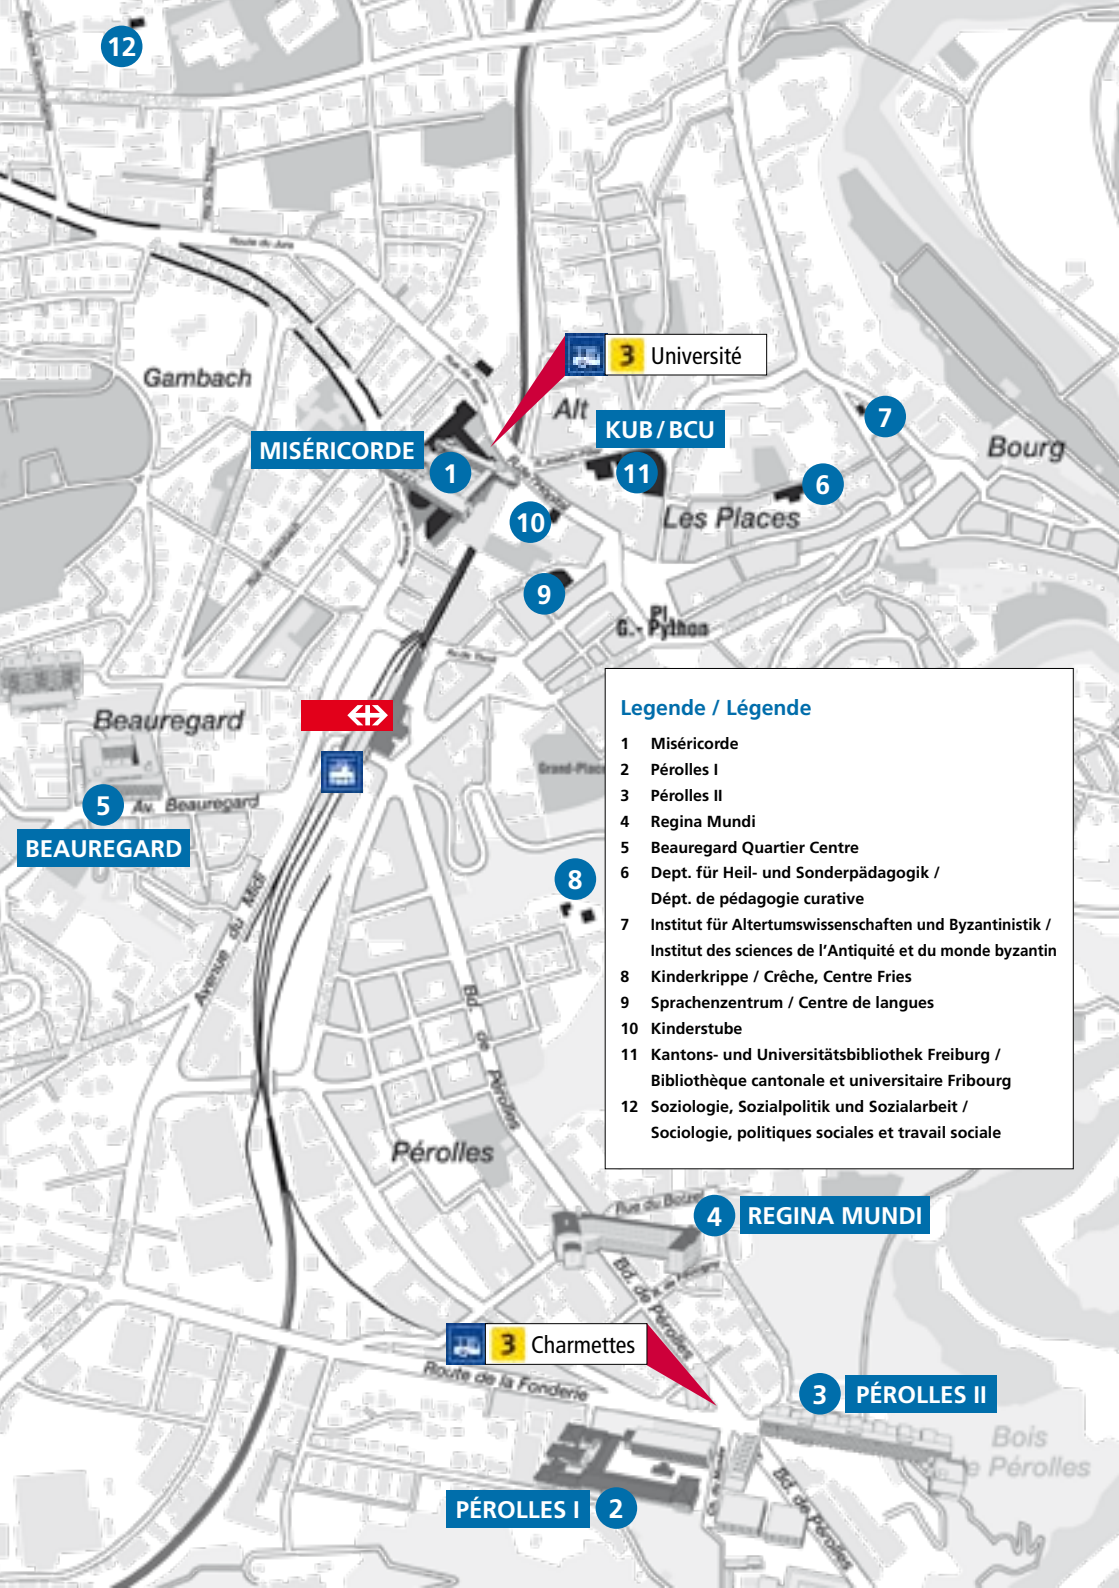 12
Route du Jura
3 Université
Gambach
Alt
KUB / BCU
7
MISÉRICORDE
1
11
Bourg
6
10
Les Places
9
Pl.
G.- Python
Legende / Légende
1 Miséricorde
2 Pérolles I
3 Pérolles II
4 Regina Mundi
5 Beauregard Quartier Centre
6 Dept. für Heil- und Sonderpädagogik /
Dépt. de pédagogie curative
7 Institut für Altertumswissenschaften und Byzantinistik /
Institut des sciences de l'Antiquité et du monde byzantin
8 Kinderkrippe / Crêche, Centre Fries
9 Sprachenzentrum / Centre de langues
10 Kinderstube
11 Kantons- und Universitätsbibliothek Freiburg /
Bibliothèque cantonale et universitaire Fribourg
12 Soziologie, Sozialpolitik und Sozialarbeit /
Sociologie, politiques sociales et travail sociale
Beauregard
Grand-Place
5
Av. Beauregard
BEAUREGARD
8
Avenue du Midi
Bd. de Pérolles
Pérolles
4 REGINA MUNDI
Bd. de Pérolles
3 Charmettes
Route de la Fonderie
3 PÉROLLES II
Bois
de Pérolles
PÉROLLES I 2
Bd. de Pérolles